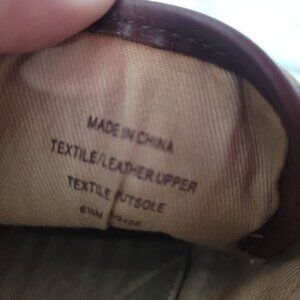 MADE IN CHINA
TEXTILE/LEATHER UPPER
TEXTILE OUTSOLE